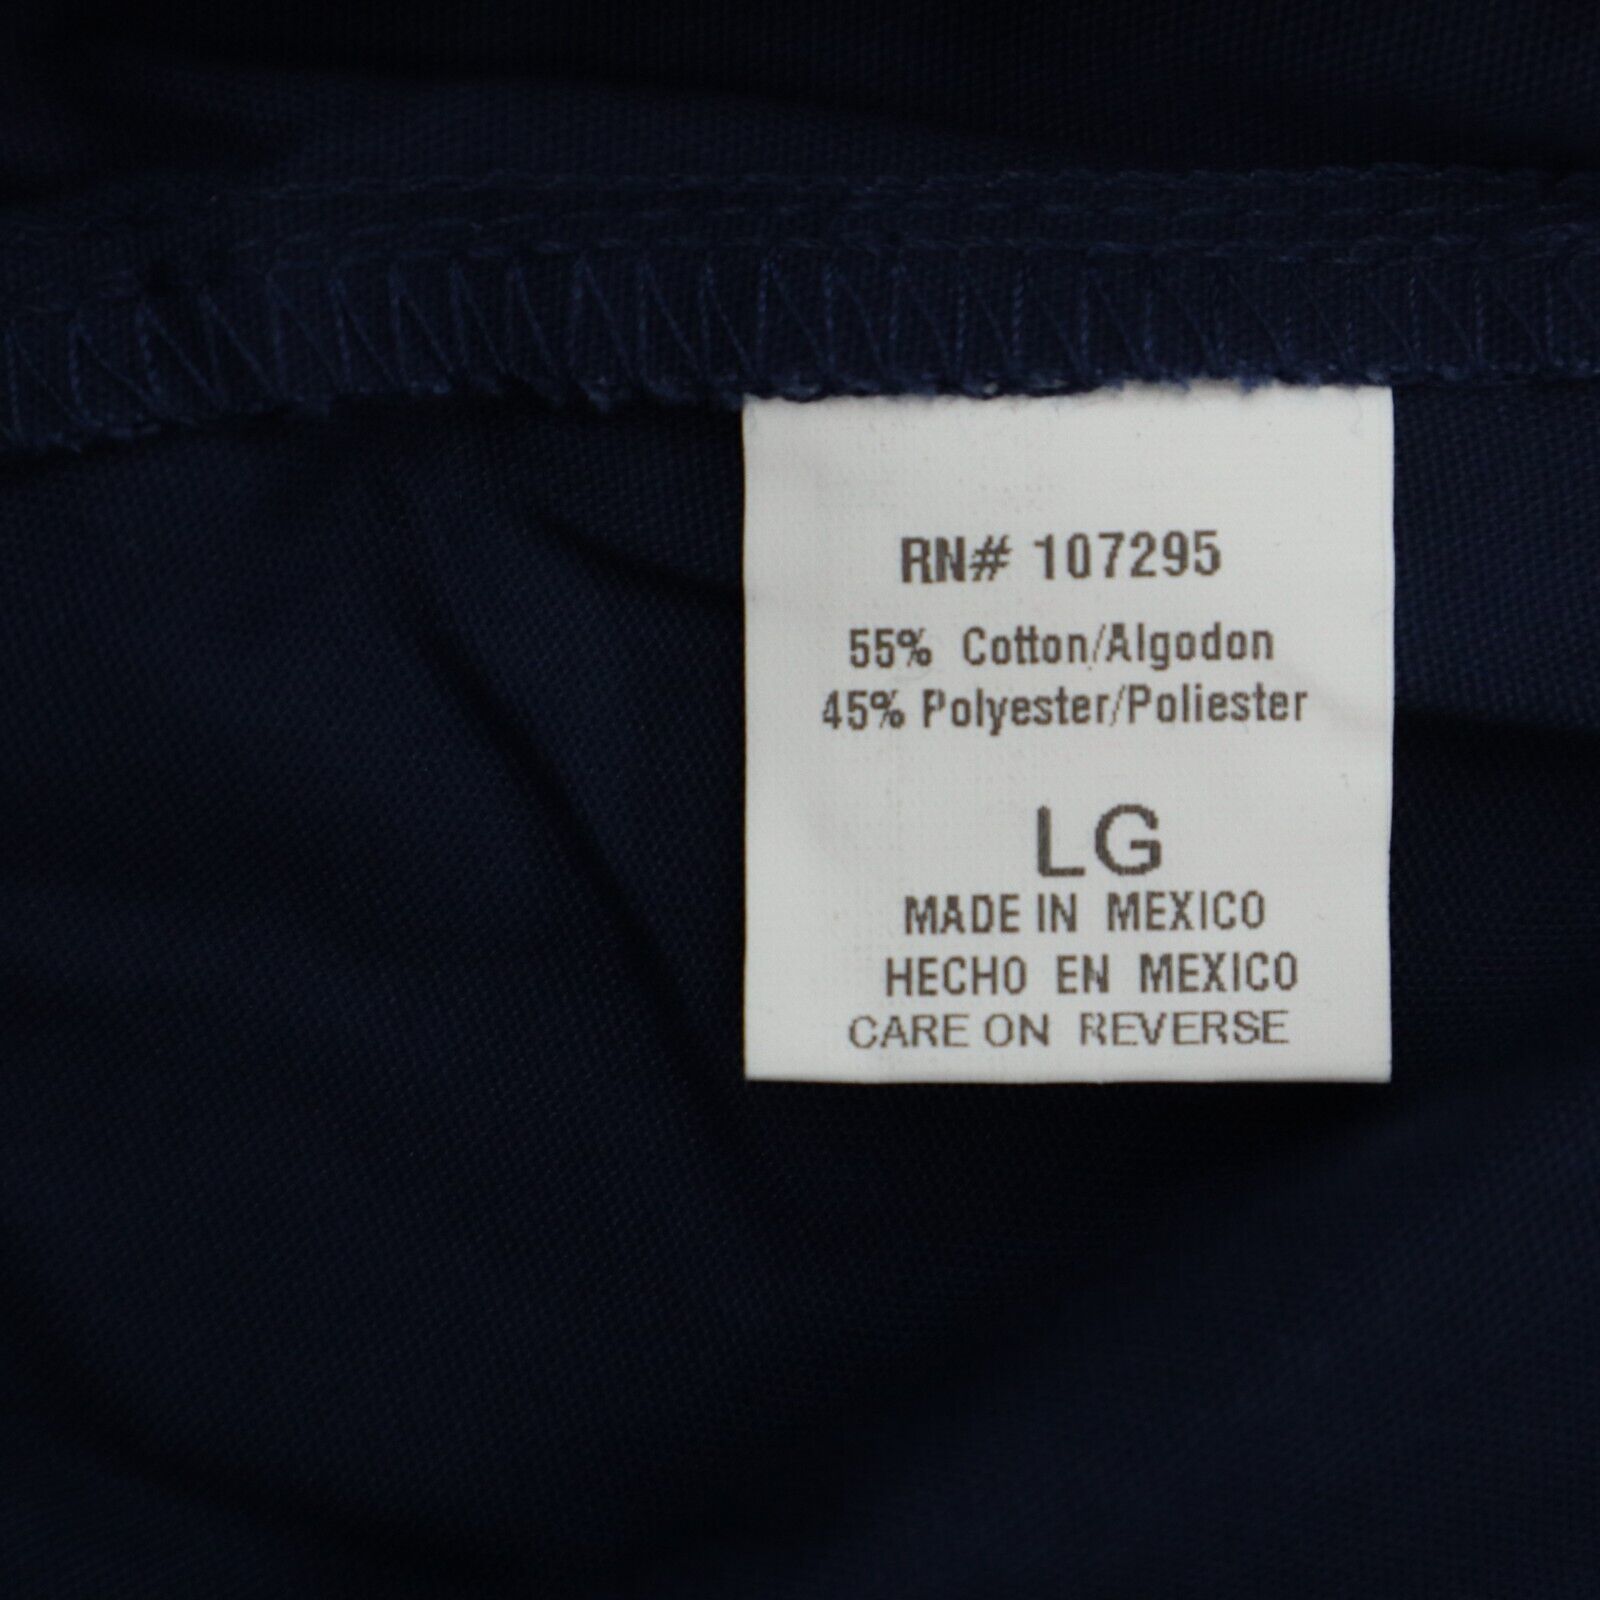 RN# 107295
55% Cotton/Algodon
45% Polyester/Poliester
LG
MADE IN MEXICO
HECHO EN MEXICO
CARE ON REVERSE